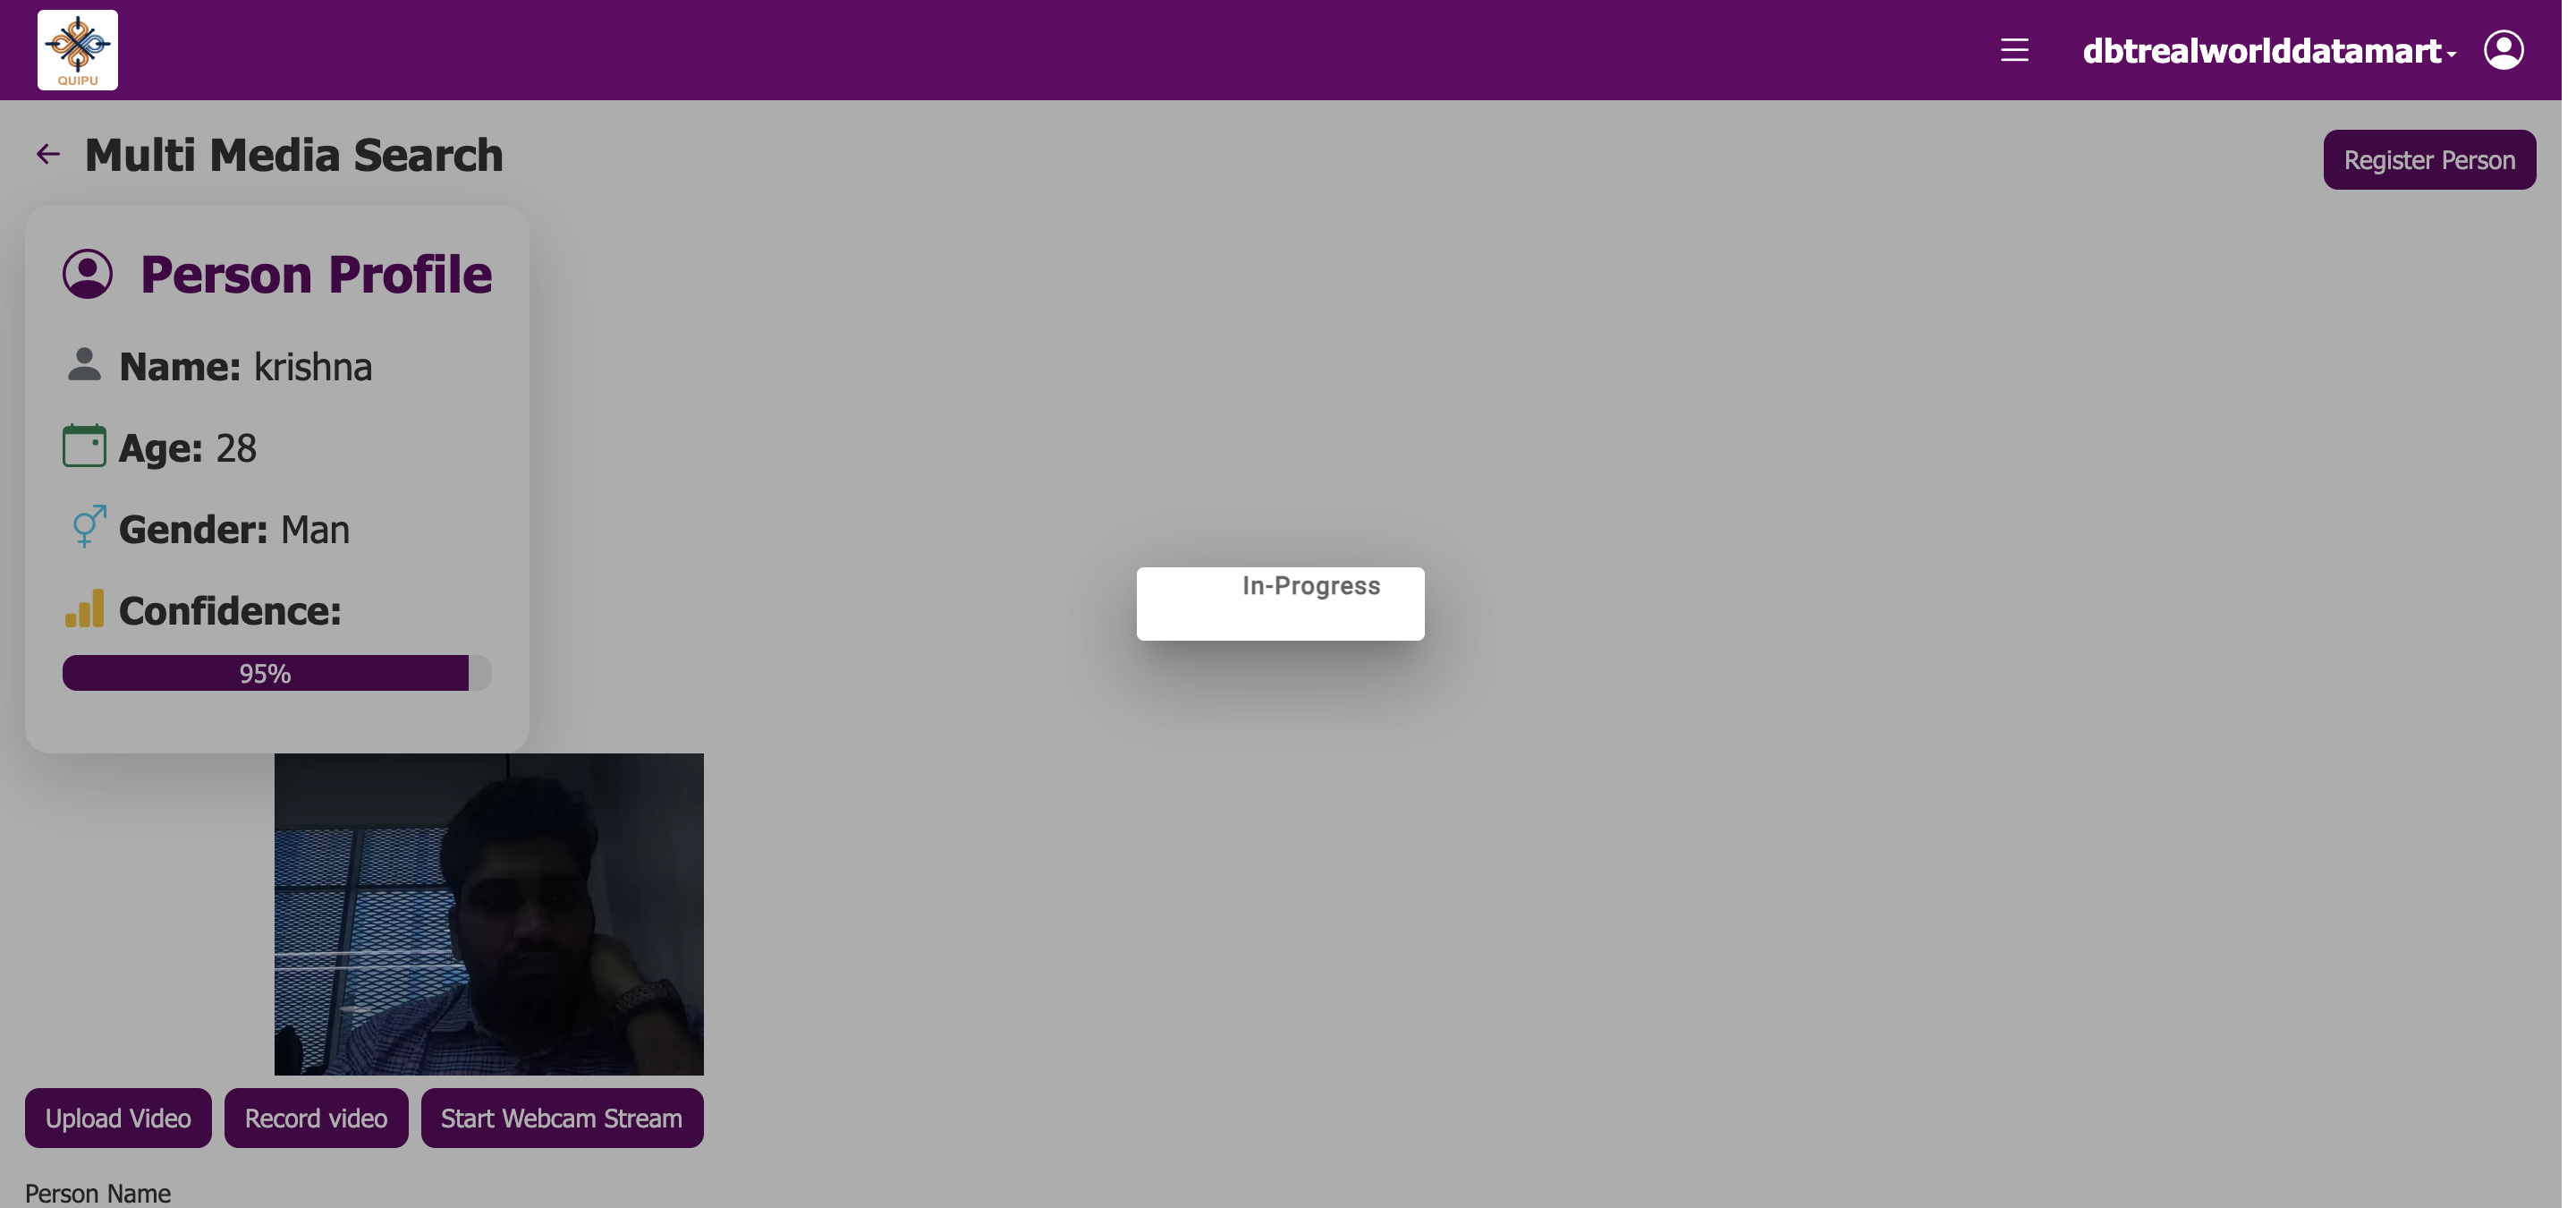 QUIPU
dbtrealworlddatamart
Multi Media Search
Register Person
Person Profile
Name: krishna
Age: 28
Gender: Man
Confidence:
95%
In-Progress
Upload Video
Record video
Start Webcam Stream
Person Name